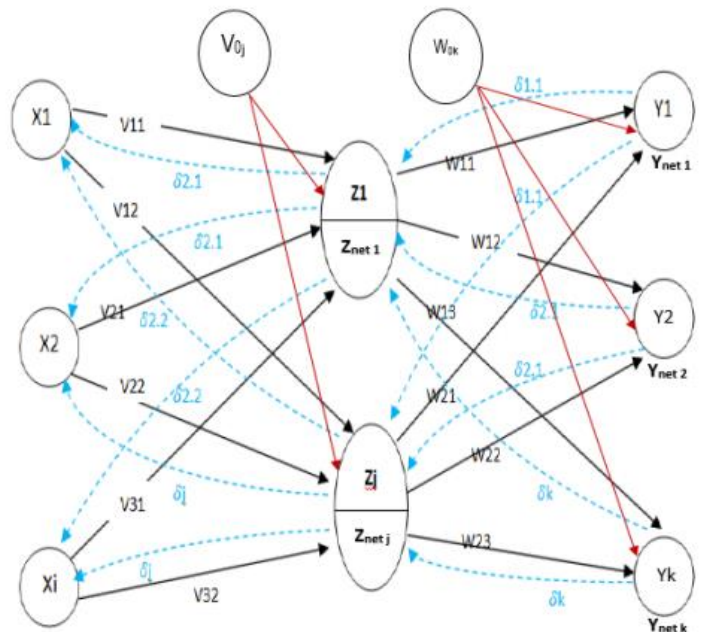 V0j
W0k
X1
V11
δ1.1
Y1
Ynet 1
Z1
Znet 1
W11
δ2.1
V12
δ1.1
δ2.1
W12
V21
δ2.2
X2
W13
δ2.1
Y2
Ynet 2
V22
δ2.2
W21
δ2,1
W22
Zj
Znet j
V31
δj
δk
W23
Xi
δj
V32
δk
Yk
Ynet k